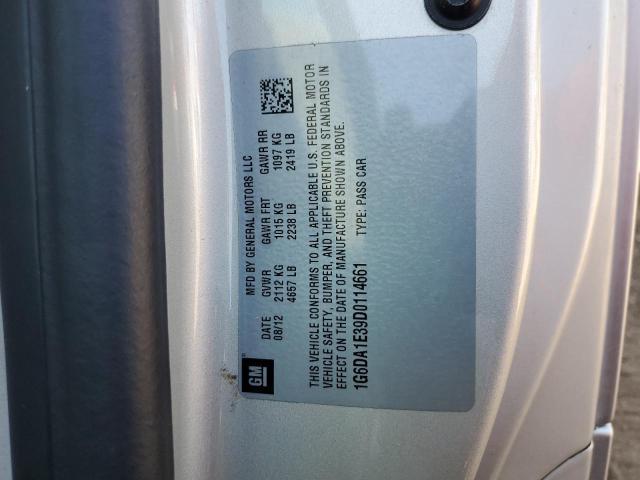 MFD BY GENERAL MOTORS LLC
DATE GVWR GAWR FRT GAWR RR
08/12 2112 KG 1015 KG 1097 KG
4657 LB 2238 LB 2419 LB
GM
THIS VEHICLE CONFORMS TO ALL APPLICABLE U.S. FEDERAL MOTOR
VEHICLE SAFETY, BUMPER, AND THEFT PREVENTION STANDARDS IN
EFFECT ON THE DATE OF MANUFACTURE SHOWN ABOVE.
1G6DA1E39D0114661 TYPE: PASS CAR